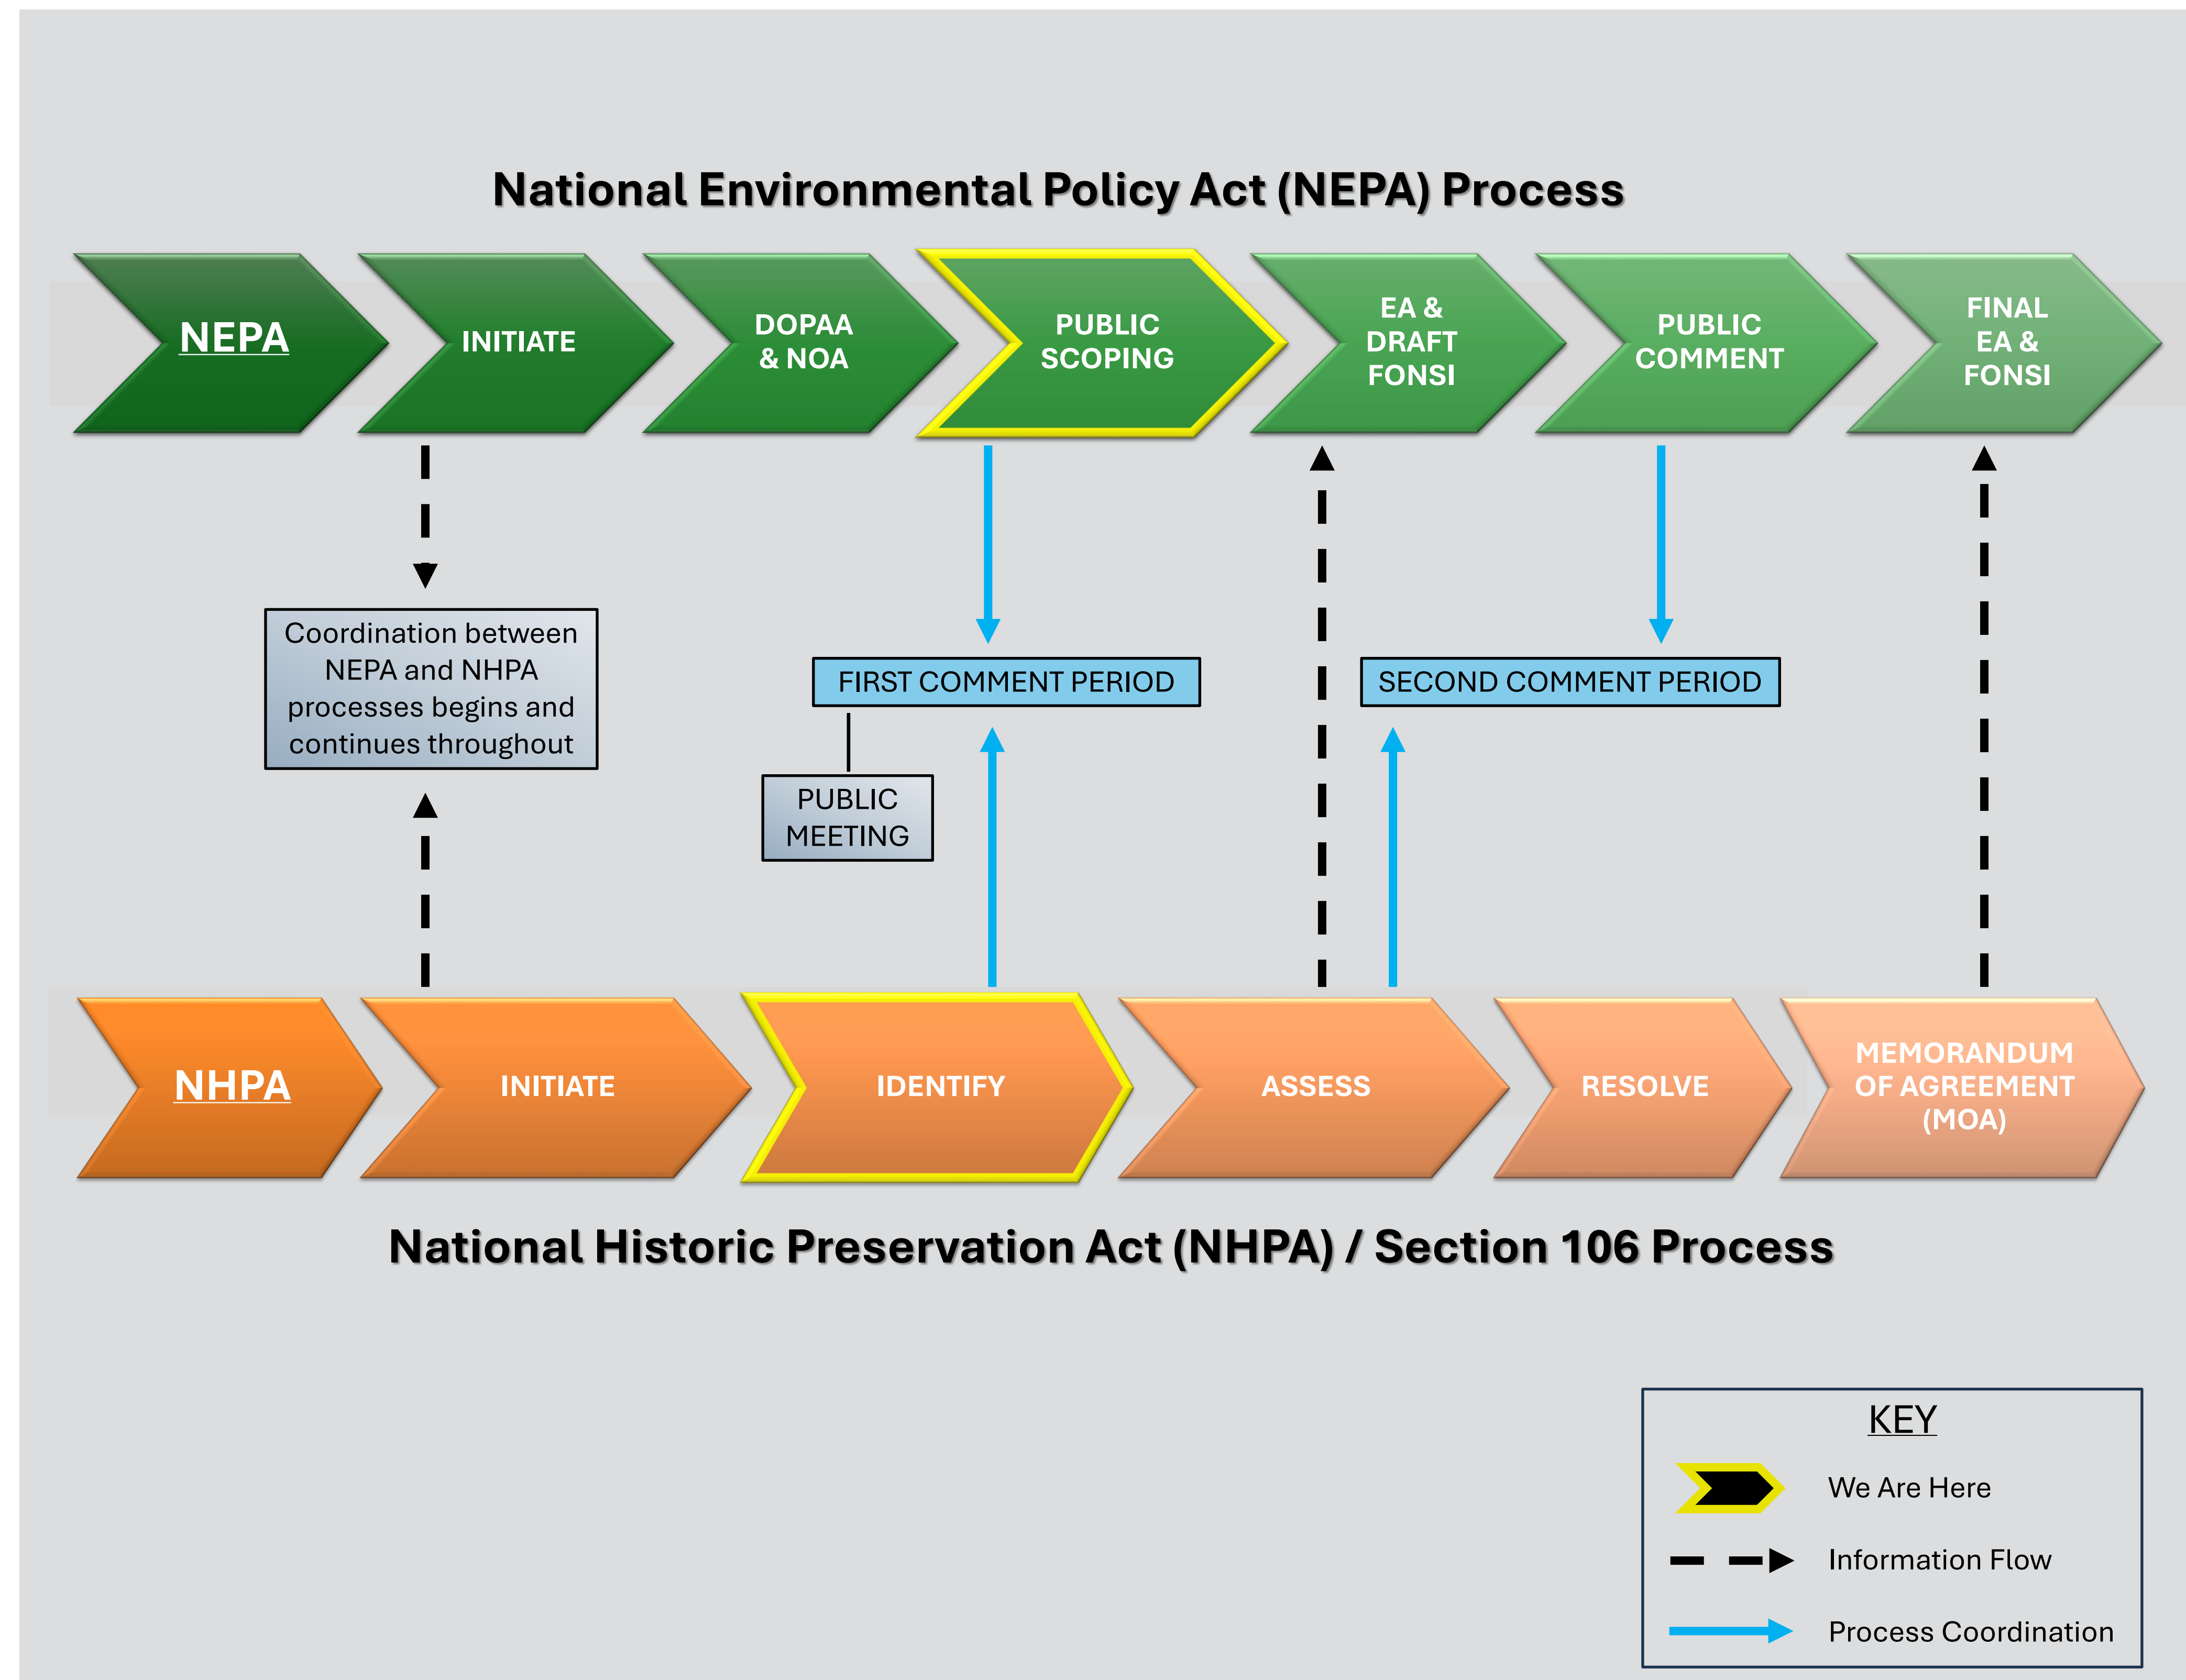 National Environmental Policy Act (NEPA) Process
NEPA
INITIATE
DOPAA
& NOA
PUBLIC
SCOPING
EA &
DRAFT
FONSI
PUBLIC
COMMENT
FINAL
EA &
FONSI
Coordination between
NEPA and NHPA
processes begins and
continues throughout
FIRST COMMENT PERIOD
SECOND COMMENT PERIOD
PUBLIC
MEETING
NHPA
INITIATE
IDENTIFY
ASSESS
RESOLVE
MEMORANDUM
OF AGREEMENT
(MOA)
National Historic Preservation Act (NHPA) / Section 106 Process
KEY
We Are Here
Information Flow
Process Coordination